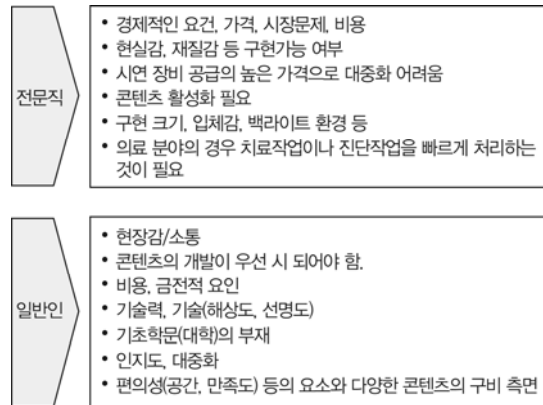 전문직
• 경제적인 요건, 가격, 시장문제, 비용
• 현실감, 재질감 등 구현가능 여부
• 시연 장비 공급의 높은 가격으로 대중화 어려움
• 콘텐츠 활성화 필요
• 구현 크기, 입체감, 백라이트 환경 등
• 의료 분야의 경우 치료작업이나 진단작업을 빠르게 처리하는
것이 필요
일반인
• 현장감/소통
• 콘텐츠의 개발이 우선 시 되어야 함.
• 비용, 금전적 요인
• 기술력, 기술(해상도, 선명도)
• 기초학문(대학)의 부재
• 인지도, 대중화
• 편의성(공간, 만족도) 등의 요소와 다양한 콘텐츠의 구비 측면